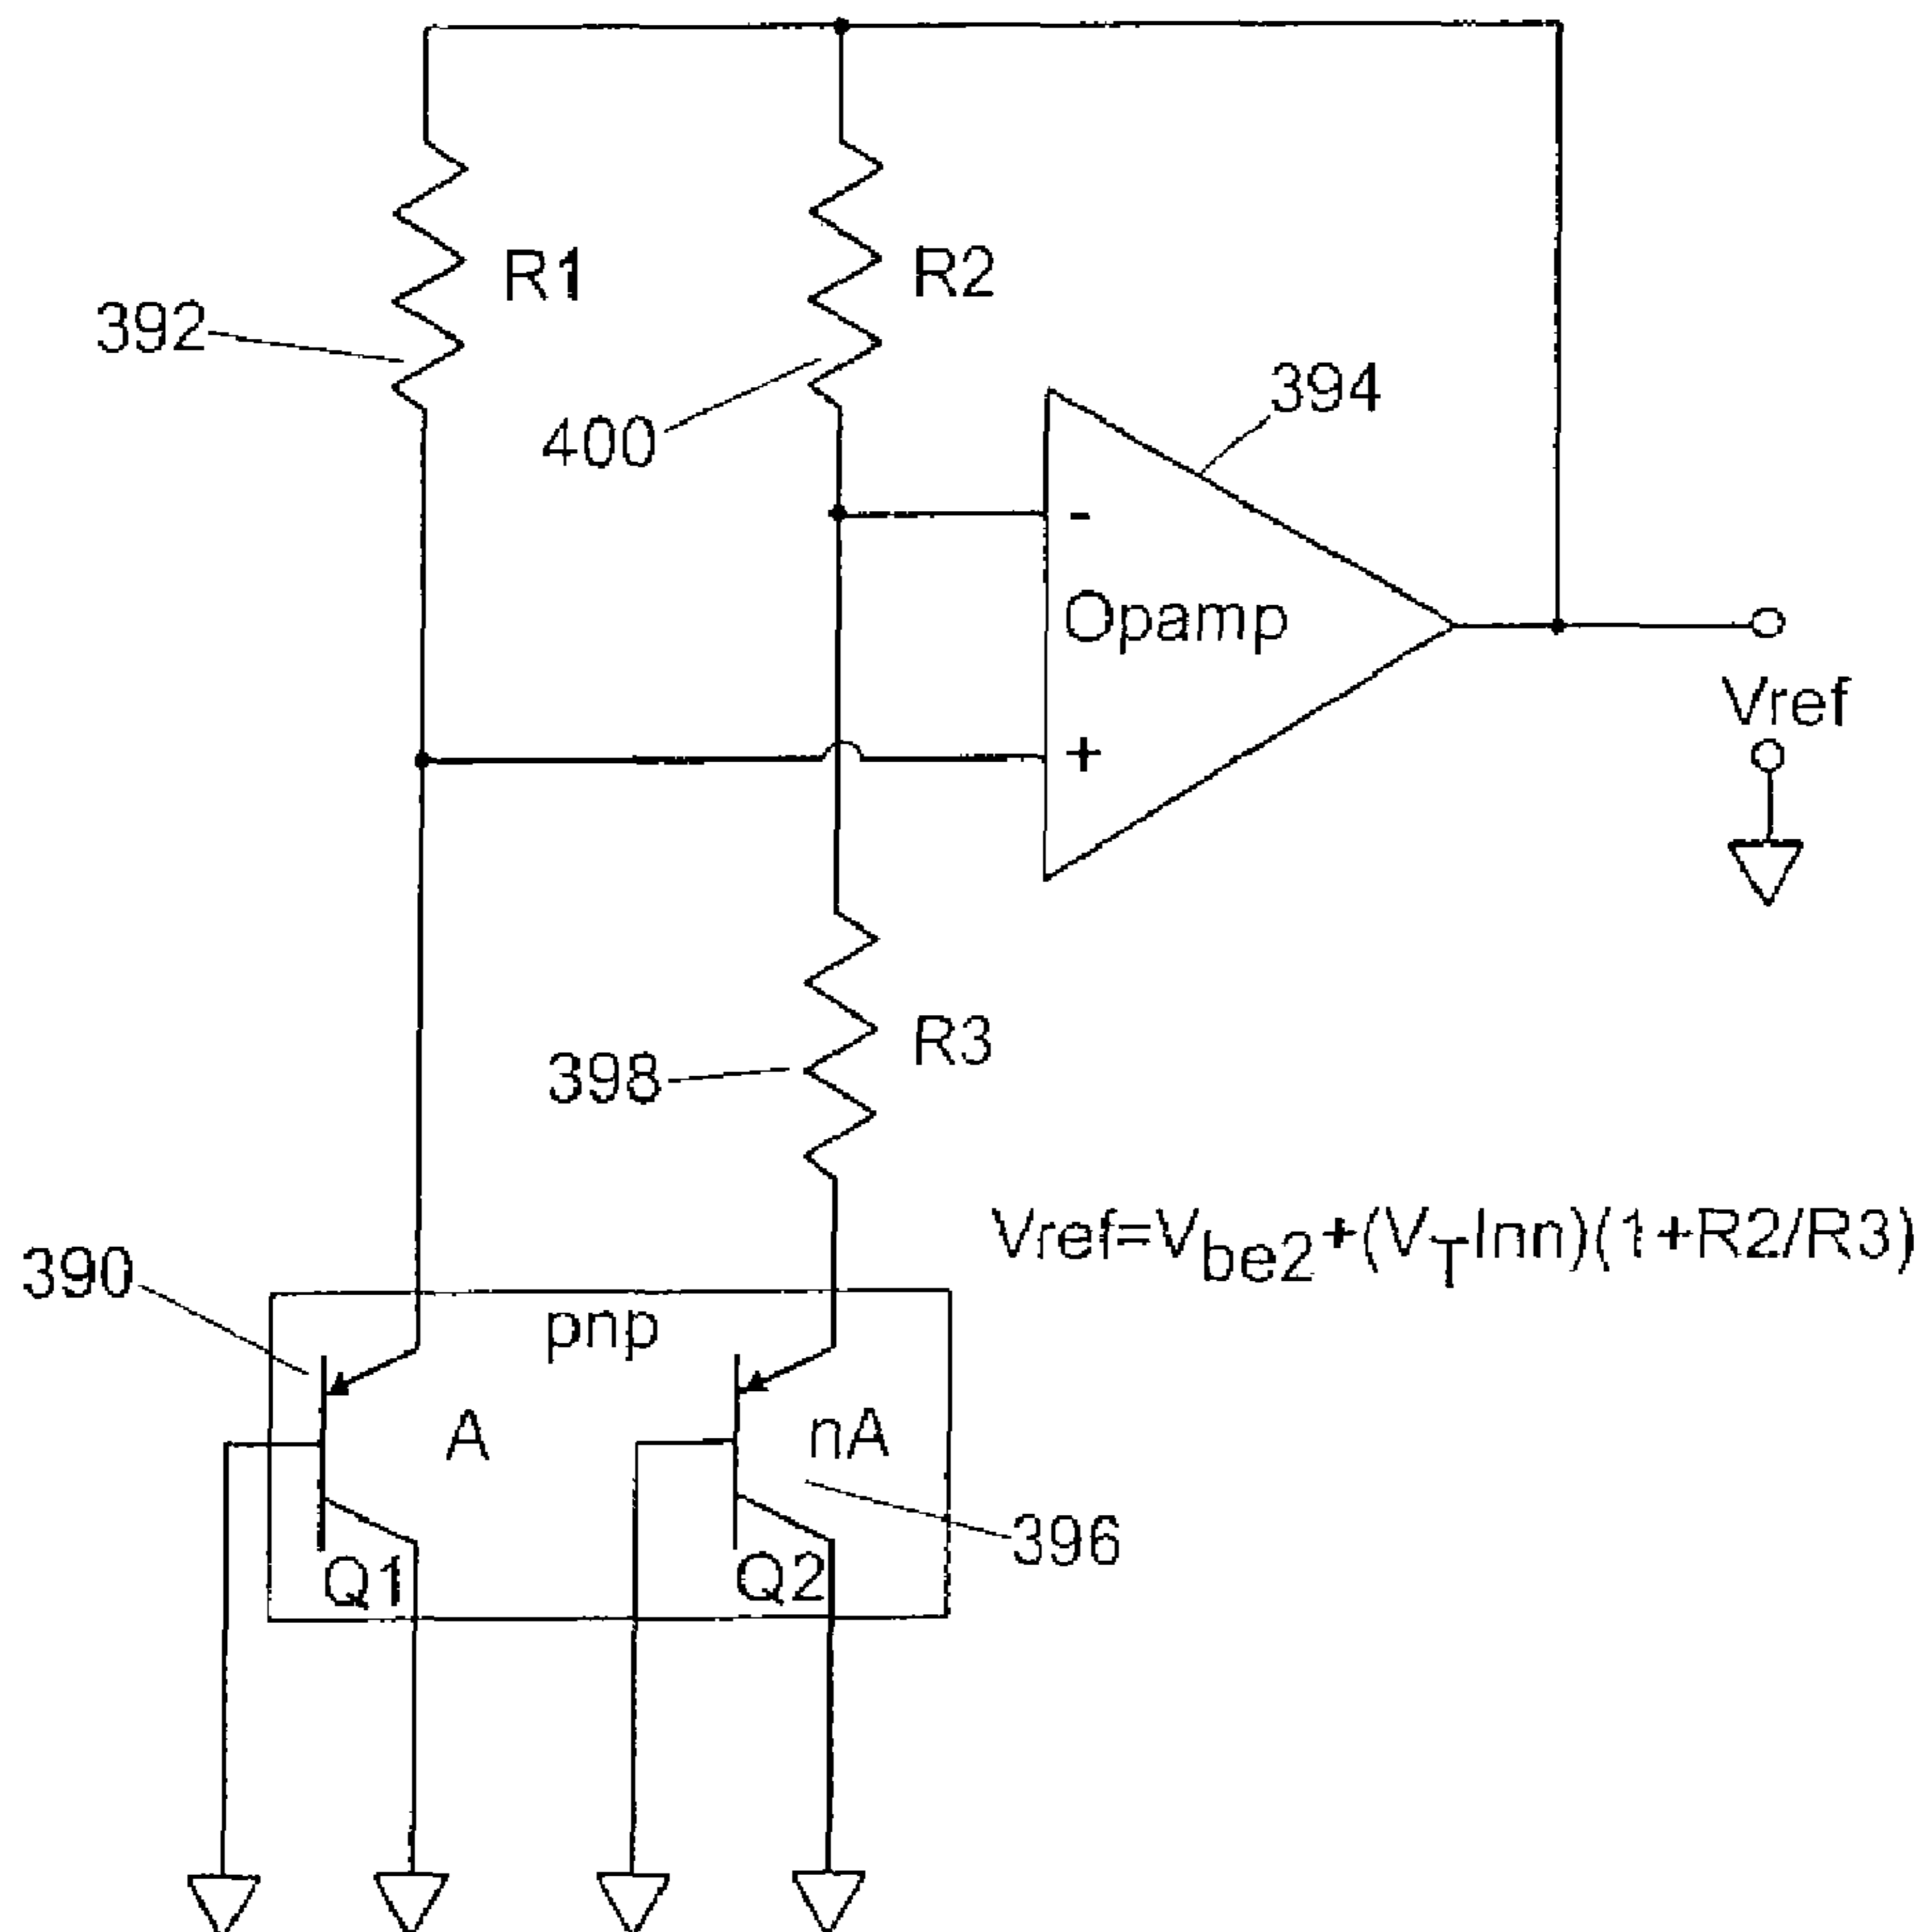 R1
R2
392
400
394
-
Opamp
+
Vref
R3
398
Vref=Vbe2+(VTlnn)(1+R2/R3)
390
pnp
A
nA
396
Q1
Q2